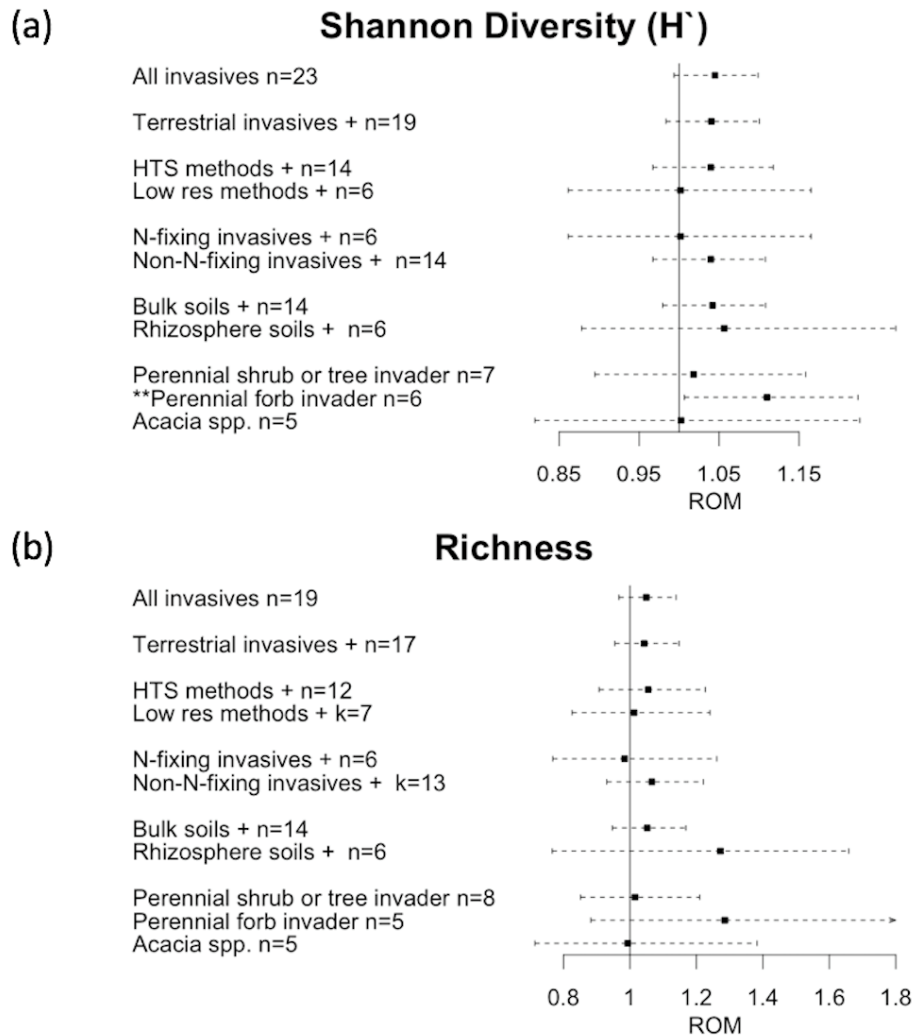 (a)
Shannon Diversity (H`)
All invasives n=23
Terrestrial invasives + n=19
HTS methods + n=14
Low res methods + n=6
N-fixing invasives + n=6
Non-N-fixing invasives +  n=14
Bulk soils + n=14
Rhizosphere soils +  n=6
Perennial shrub or tree invader n=7
**Perennial forb invader n=6
Acacia spp. n=5
0.85 0.95 1.05 1.15
ROM
(b)
Richness
All invasives n=19
Terrestrial invasives + n=17
HTS methods + n=12
Low res methods + k=7
N-fixing invasives + n=6
Non-N-fixing invasives +  k=13
Bulk soils + n=14
Rhizosphere soils +  n=6
Perennial shrub or tree invader n=8
Perennial forb invader n=5
Acacia spp. n=5
0.8 1 1.2 1.4 1.6 1.8
ROM